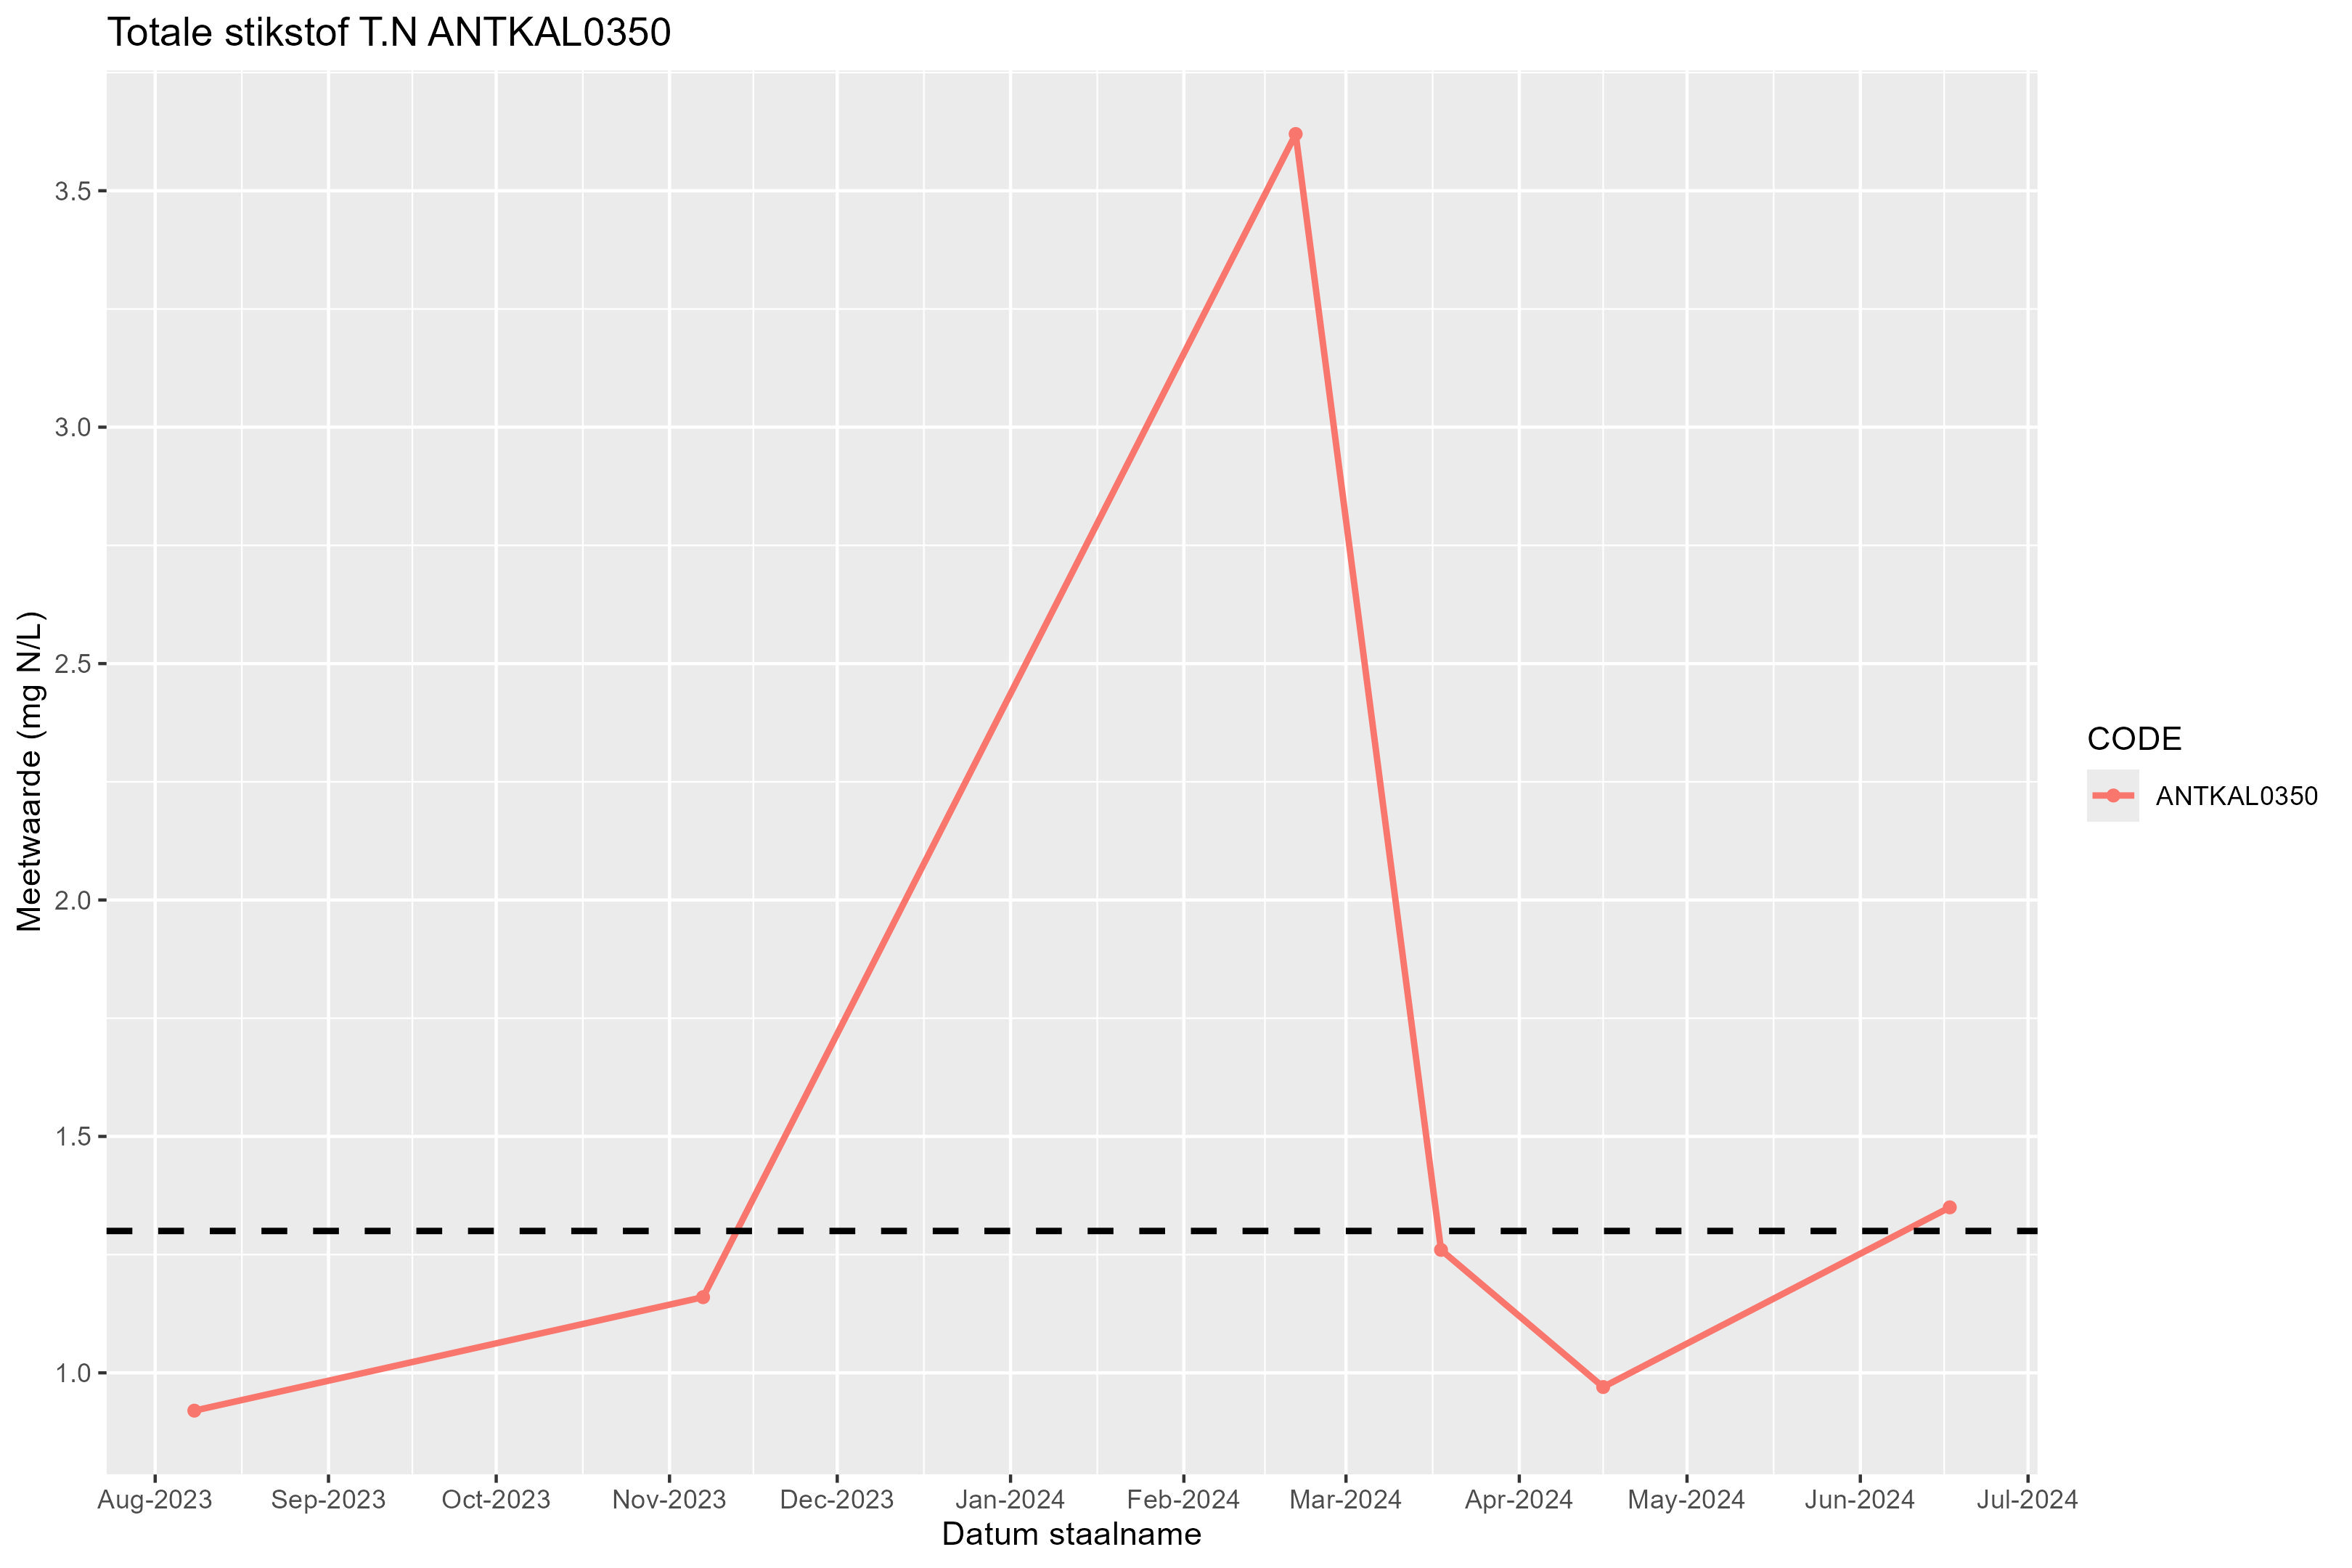 Totale stikstof T.N ANTKAL0350
Meetwaarde (mg N/L)
3.5
3.0
2.5
2.0
1.5
1.0
Aug-2023 Sep-2023 Oct-2023 Nov-2023 Dec-2023 Jan-2024 Feb-2024 Mar-2024 Apr-2024 May-2024 Jun-2024 Jul-2024
Datum staalname
CODE
ANTKAL0350